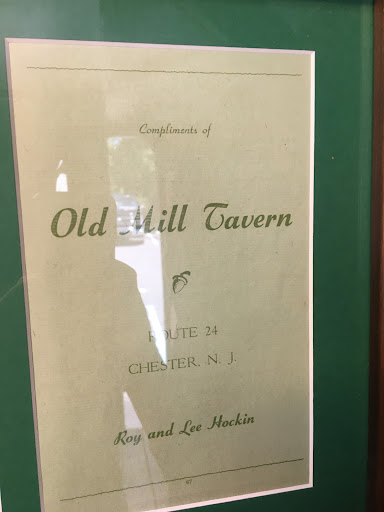 Compliments of
Old Mill Tavern
ROUTE 24
CHESTER, N. J.
Roy and Lee Hockin